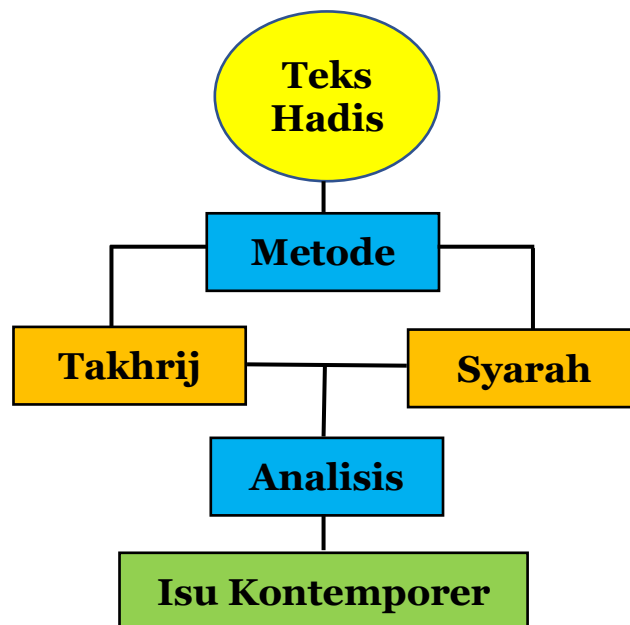 Teks
Hadis
Metode
Takhrij
Syarah
Analisis
Isu Kontemporer